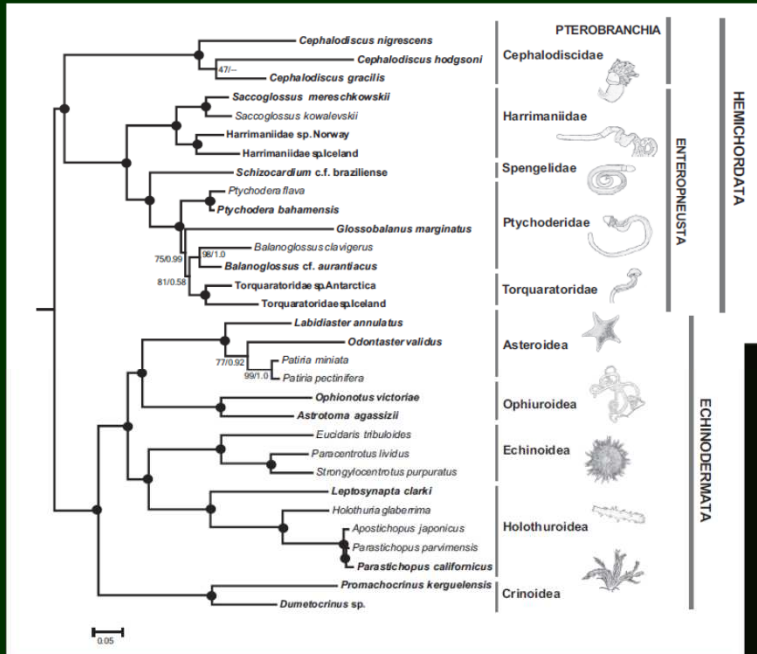 PTEROBRANCHIA
Cephalodiscus nigrescens
Cephalodiscus hodgsoni
47/--
Cephalodiscus gracilis
Cephalodiscidae
Saccoglossus mereschkowskii
Saccoglossus kowalevskii
Harrimaniidae sp. Norway
Harrimaniidae sp.Iceland
Harrimaniidae
Schizocardium c.f. braziliense
Spengelidae
Ptychodera flava
Ptychodera bahamensis
Glossobalanus marginatus
75/0.99
98/1.0
Balanoglossus clavigerus
Balanoglossus cf. aurantiacus
81/0.58
Ptychoderidae
Torquaratoridae sp.Antarctica
Torquaratoridae sp.Iceland
Torquaratoridae
ENTEROPNEUSTA
HEMICHORDATA
Labidiaster annulatus
Odontaster validus
77/0.92
Patiria miniata
99/1.0
Patiria pectinifera
Asteroidea
Ophionotus victoriae
Astrotoma agassizii
Ophiuroidea
Eucidaris tribuloides
Paracentrotus lividus
Strongylocentrotus purpuratus
Echinoidea
Leptosynapta clarki
Holothuria glaberrima
Apostichopus japonicus
Parastichopus parvimensis
Parastichopus californicus
Holothuroidea
Promachocrinus kerguelensis
Dumetocrinus sp.
Crinoidea
ECHINODERMATA
0.05